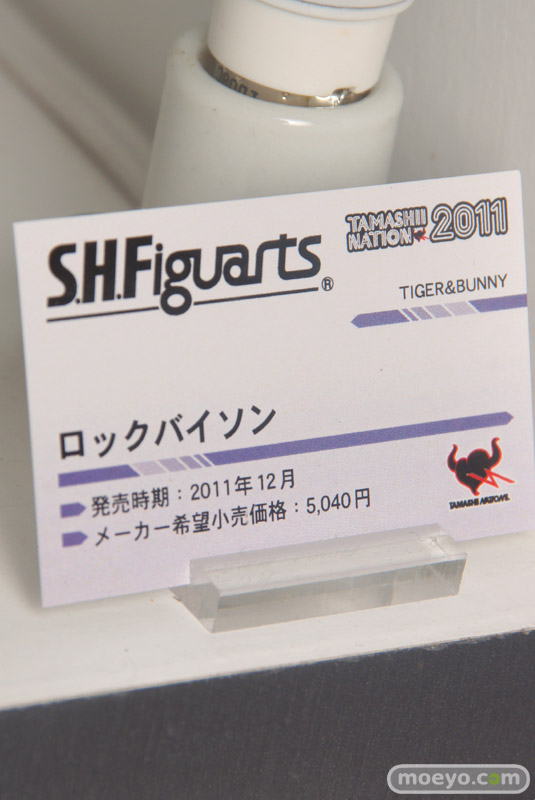 S.H.Figuarts®
TAMASHII
NATION 2011
TIGER&BUNNY
ロックバイソン
発売時期：2011年12月
メーカー希望小売価格：5,040円
TAMASHII NATIONS
moeyo.com